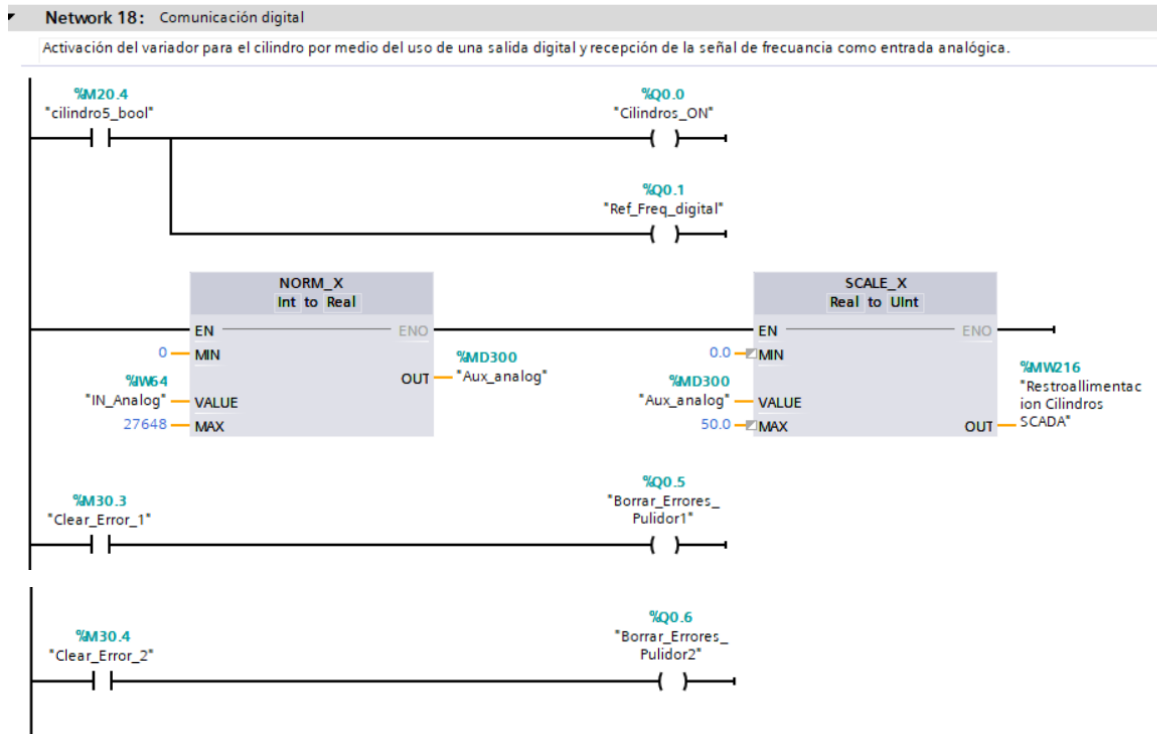 Network 18: Comunicación digital
Activación del variador para el cilindro por medio del uso de una salida digital y recepción de la señal de frecuancia como entrada analógica.
%M20.4
"cilindro5_bool"
%Q0.0
"Cilindros_ON"
%Q0.1
"Ref_Freq_digital"
NORM_X
Int to Real
EN
ENO
0
MIN
%IW64
"IN_Analog"
VALUE
27648
MAX
OUT
%MD300
"Aux_analog"
SCALE_X
Real to UInt
EN
ENO
0.0
MIN
%MD300
"Aux_analog"
VALUE
50.0
MAX
OUT
%MW216
"Restroallimentac
ion Cilindros
SCADA"
%M30.3
"Clear_Error_1"
%Q0.5
"Borrar_Errores_
Pulidor1"
%M30.4
"Clear_Error_2"
%Q0.6
"Borrar_Errores_
Pulidor2"